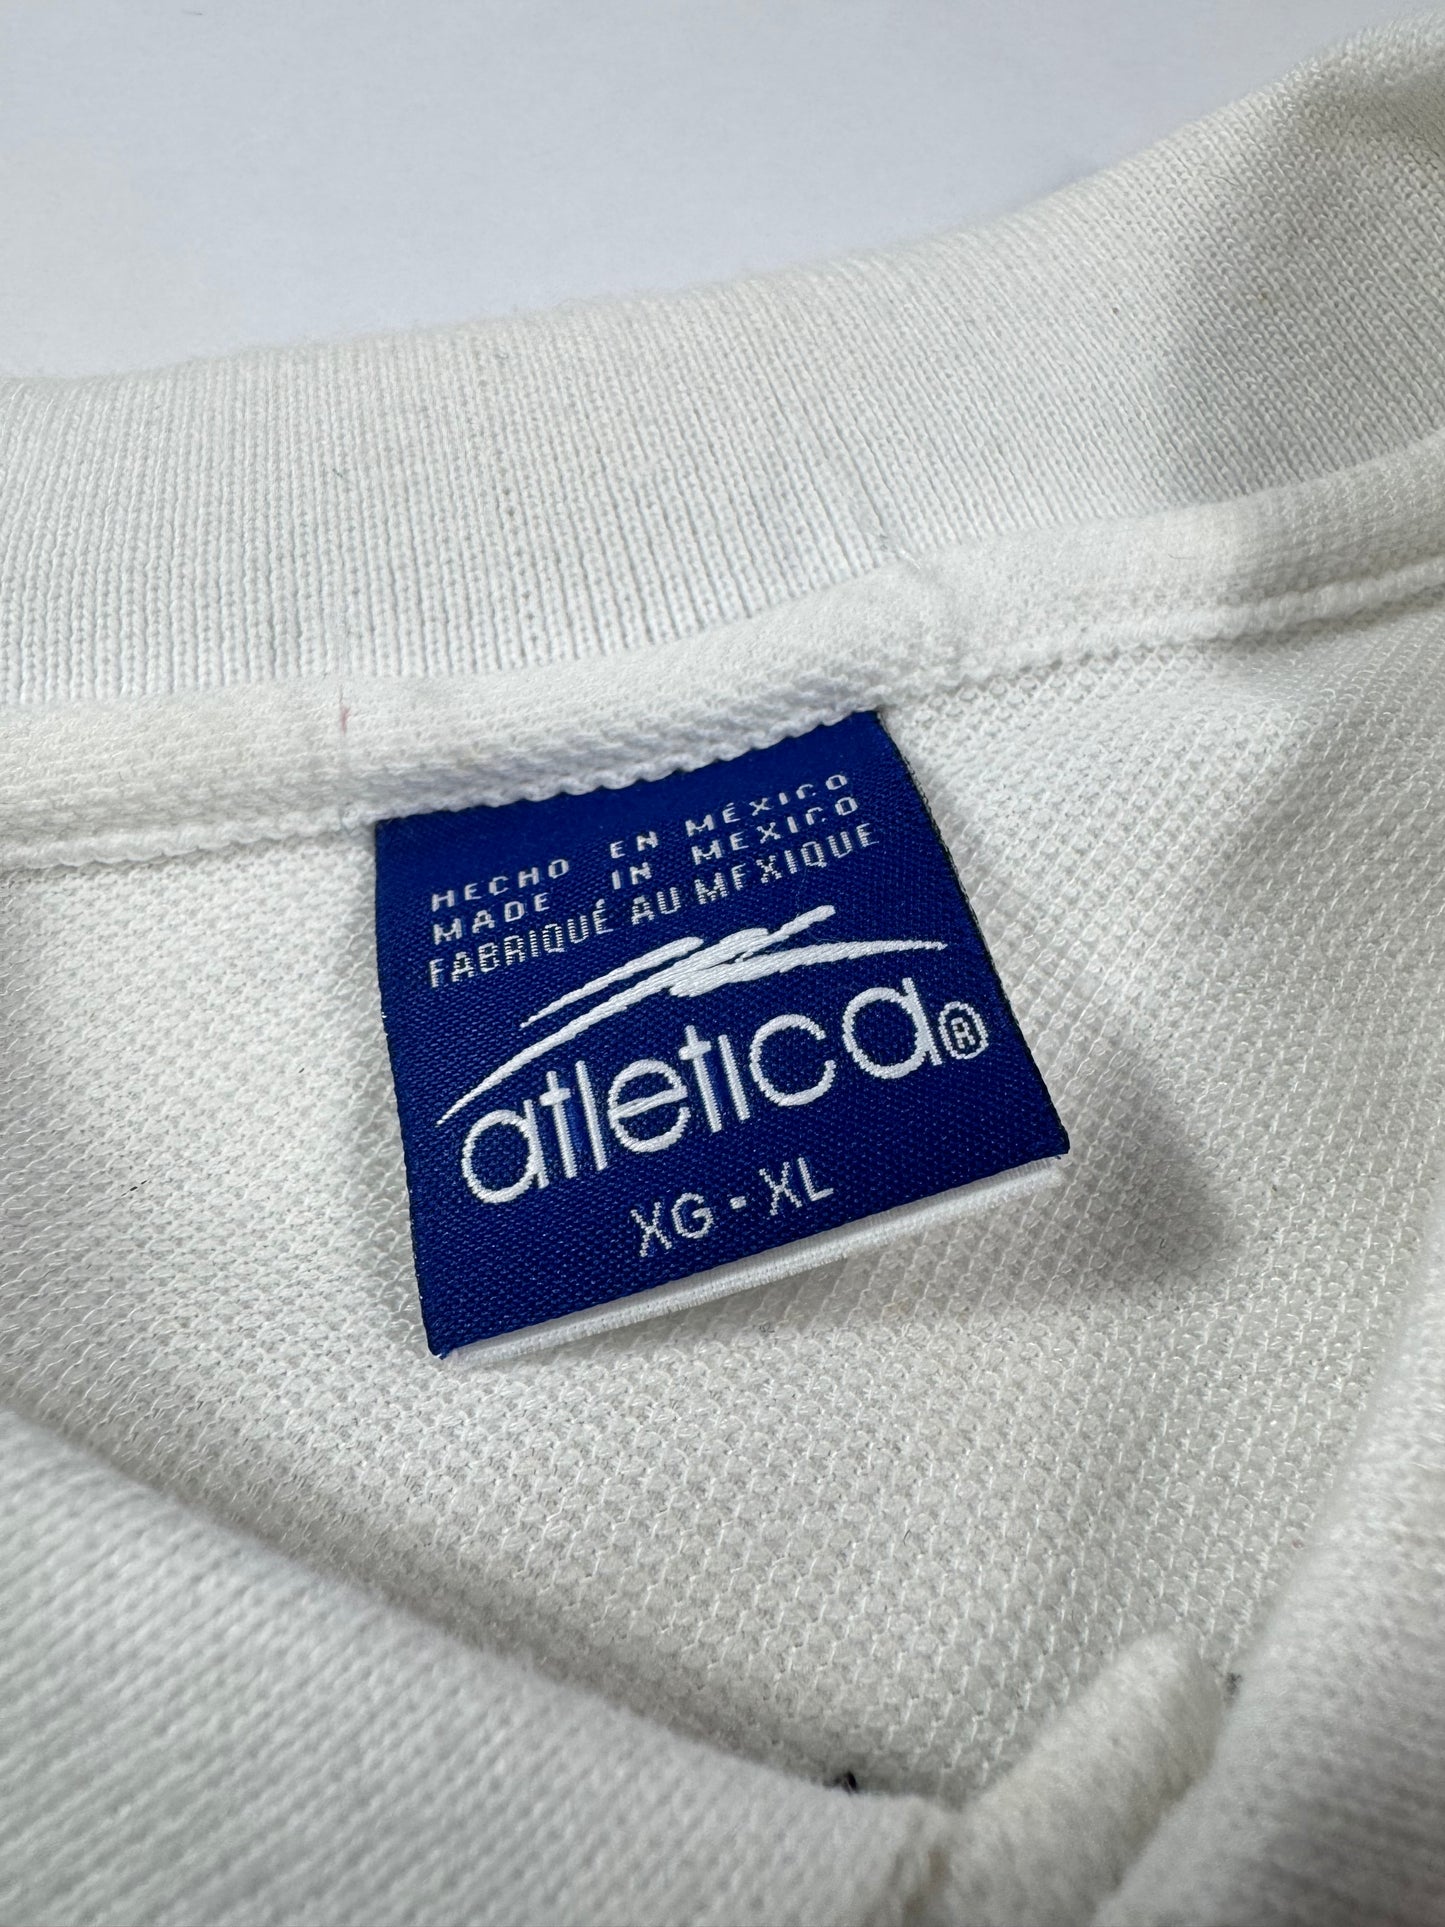 HECHO EN MÉXICO
MADE IN MEXICO
FABRIQUÉ AU MEXIQUE
atletica®
XG · XL